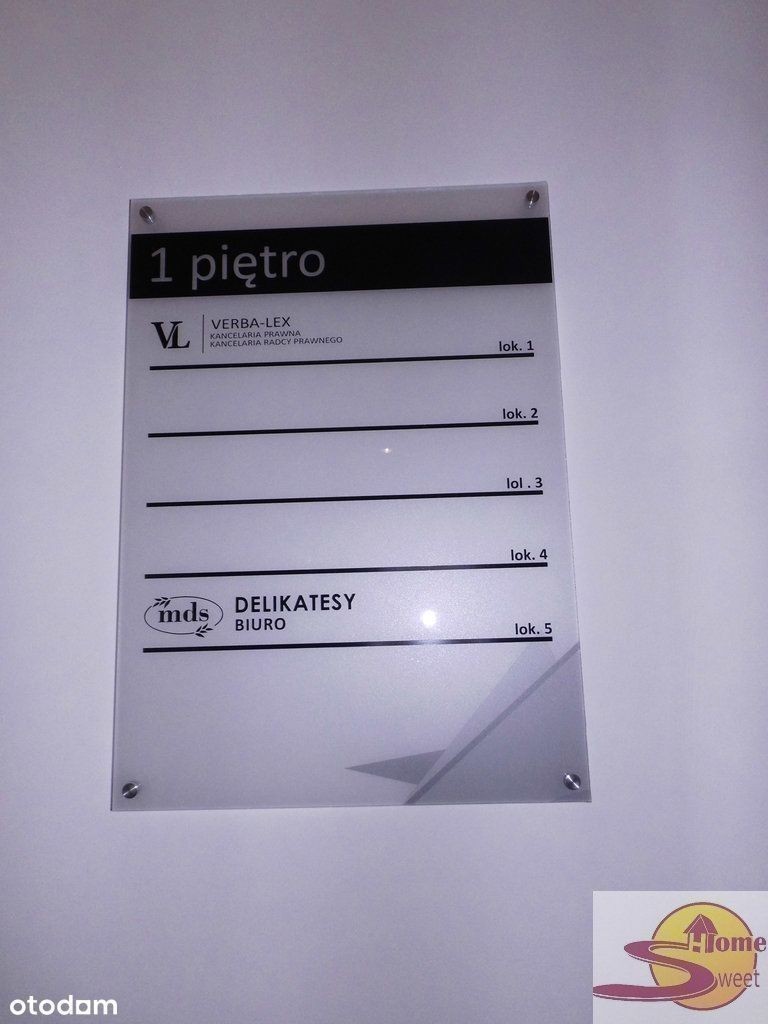 1 piętro
VL
VERBA-LEX
KANCELARIA PRAWNA
KANCELARIA RADCY PRAWNEGO
lok. 1
lok. 2
lol . 3
lok. 4
mds
DELIKATESY
BIURO
lok. 5
Home
Sweet
otodom